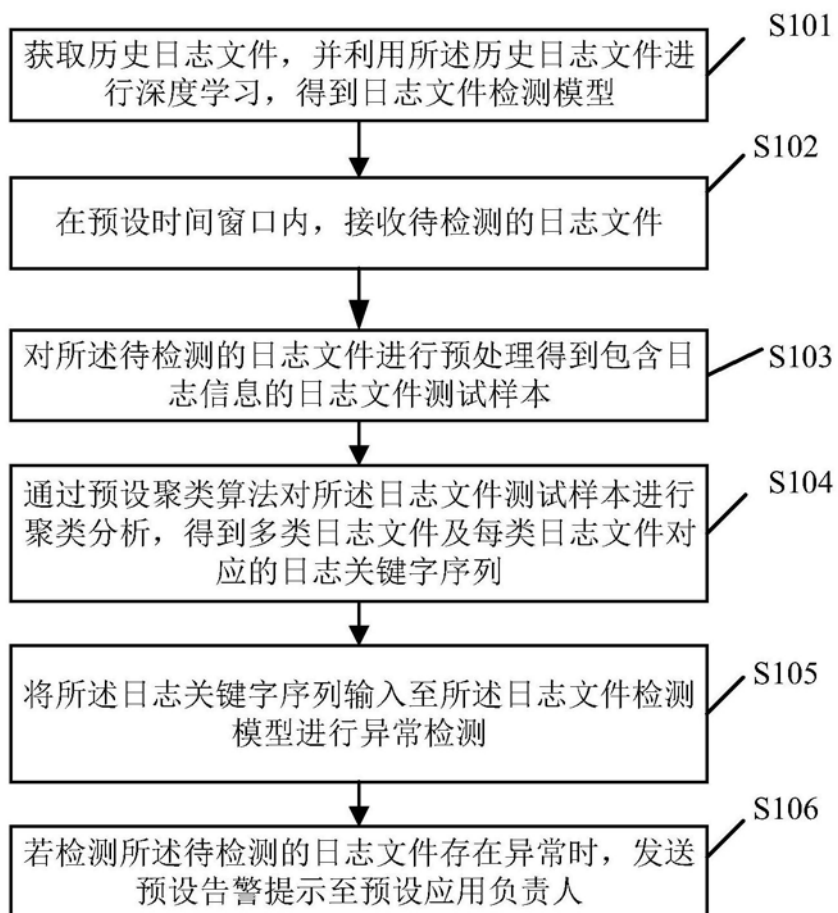 S101
获取历史日志文件，并利用所述历史日志文件进
行深度学习，得到日志文件检测模型
S102
在预设时间窗口内，接收待检测的日志文件
S103
对所述待检测的日志文件进行预处理得到包含日
志信息的日志文件测试样本
S104
通过预设聚类算法对所述日志文件测试样本进行
聚类分析，得到多类日志文件及每类日志文件对
应的日志关键字序列
S105
将所述日志关键字序列输入至所述日志文件检测
模型进行异常检测
S106
若检测所述待检测的日志文件存在异常时，发送
预设告警提示至预设应用负责人